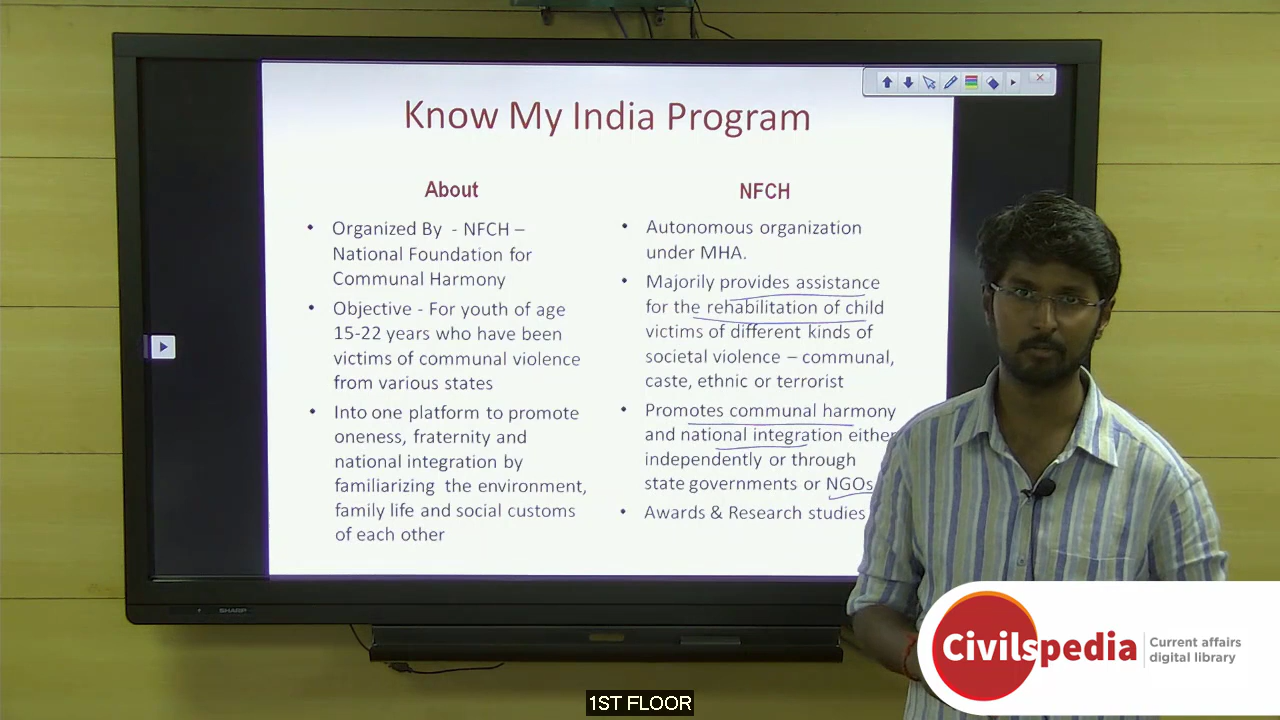 Know My India Program
About
• Organized By - NFCH –
National Foundation for
Communal Harmony
• Objective - For youth of age
15-22 years who have been
victims of communal violence
from various states
• Into one platform to promote
oneness, fraternity and
national integration by
familiarizing the environment,
family life and social customs
of each other
NFCH
• Autonomous organization
under MHA.
• Majorily provides assistance
for the rehabilitation of child
victims of different kinds of
societal violence – communal,
caste, ethnic or terrorist
• Promotes communal harmony
and national integration either
independently or through
state governments or NGOs
• Awards & Research studies
SHARP
Civilspedia
Current affairs
digital library
1ST FLOOR